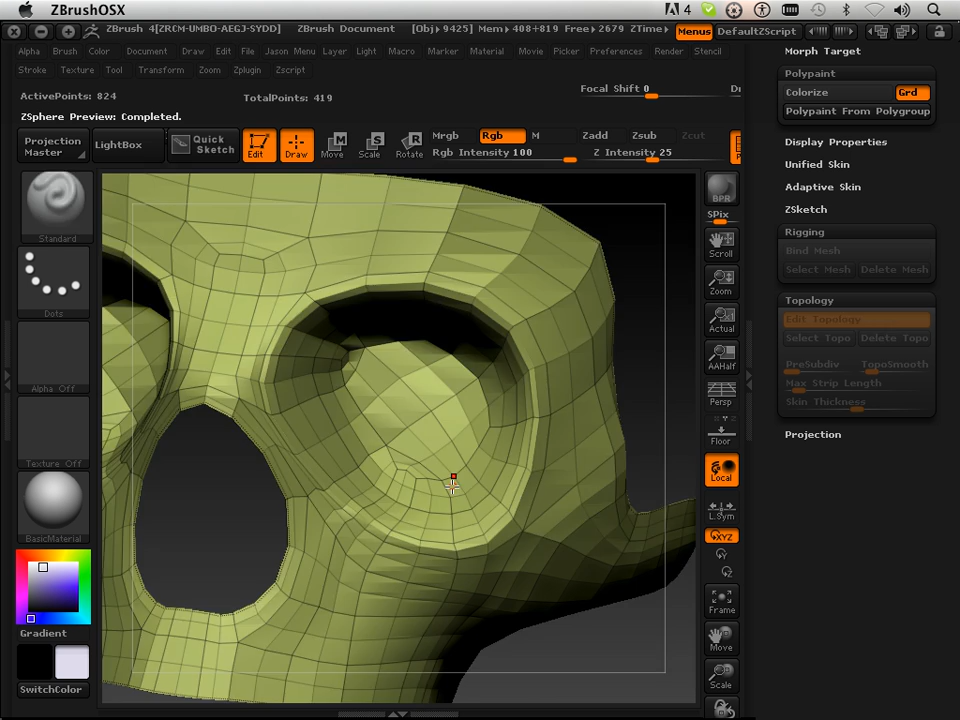 ZBrushOSX
4
ZBrush 4[ZRCM-UMBO-AEGJ-SYDD]
ZBrush Document
[Obj> 9425] Mem> 408+819 Free> 2679 ZTime>
Menus
DefaultZScript
Alpha Brush Color Document Draw Edit File Jason Menu Layer Light Macro Marker Material Movie Picker Preferences Render Stencil
Stroke Texture Tool Transform Zoom Zplugin Zscript
ActivePoints: 824
TotalPoints: 419
Focal Shift 0
Dr
ZSphere Preview: Completed.
Projection
Master
LightBox
Quick
Sketch
Edit
Draw
Move
Scale
Rotate
Mrgb Rgb M Zadd Zsub Zcut
Rgb Intensity 100
Z Intensity 25
Standard
Dots
Alpha Off
Texture Off
BasicMaterial
Gradient
SwitchColor
BPR
SPix
Scroll
Zoom
Actual
AAHalf
Persp
Floor
Local
L.Sym
XYZ
Y
Z
Frame
Move
Scale
Morph Target
Polypaint
Colorize Grd
Polypaint From Polygroup
Display Properties
Unified Skin
Adaptive Skin
ZSketch
Rigging
Bind Mesh
Select Mesh Delete Mesh
Topology
Edit Topology
Select Topo Delete Topo
PreSubdiv TopoSmooth
Max Strip Length
Skin Thickness
Projection